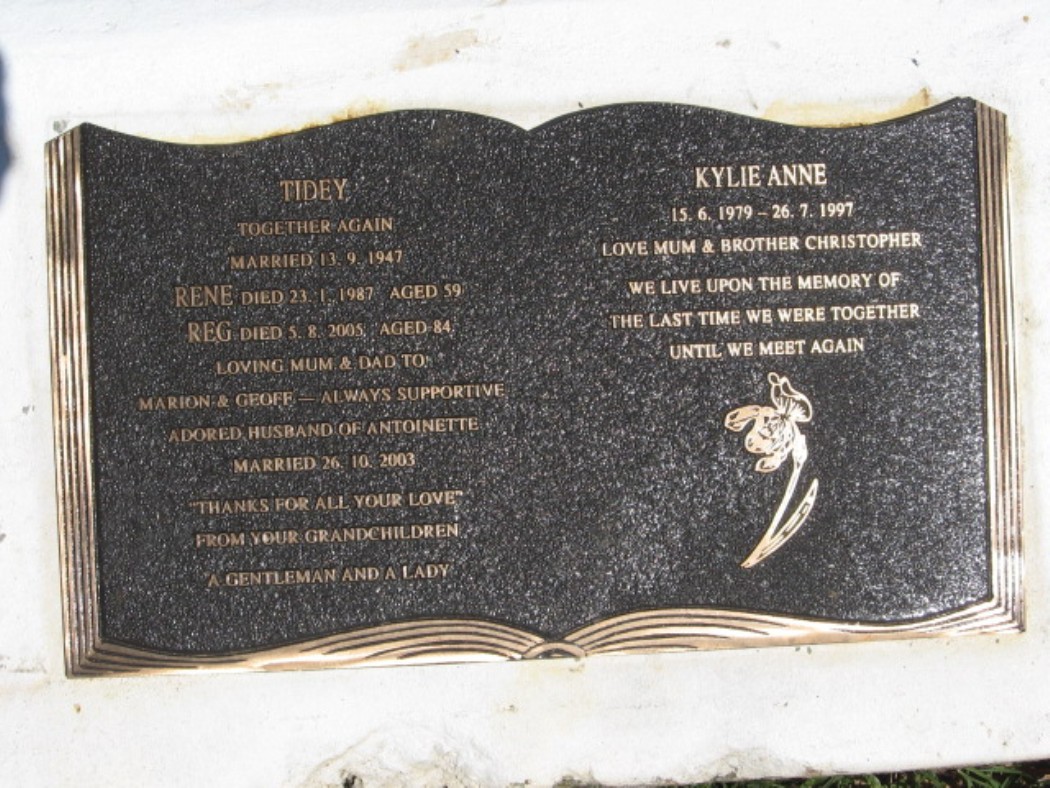 TIDEY
TOGETHER AGAIN
MARRIED 13. 9. 1947
RENE DIED 23. 1. 1987 AGED 59
REG DIED 5. 8. 2005 AGED 84
LOVING MUM & DAD TO
MARION & GEOFF — ALWAYS SUPPORTIVE
ADORED HUSBAND OF ANTOINETTE
MARRIED 26. 10. 2003
"THANKS FOR ALL YOUR LOVE"
FROM YOUR GRANDCHILDREN
A GENTLEMAN AND A LADY
KYLIE ANNE
15. 6. 1979 – 26. 7. 1997
LOVE MUM & BROTHER CHRISTOPHER
WE LIVE UPON THE MEMORY OF
THE LAST TIME WE WERE TOGETHER
UNTIL WE MEET AGAIN